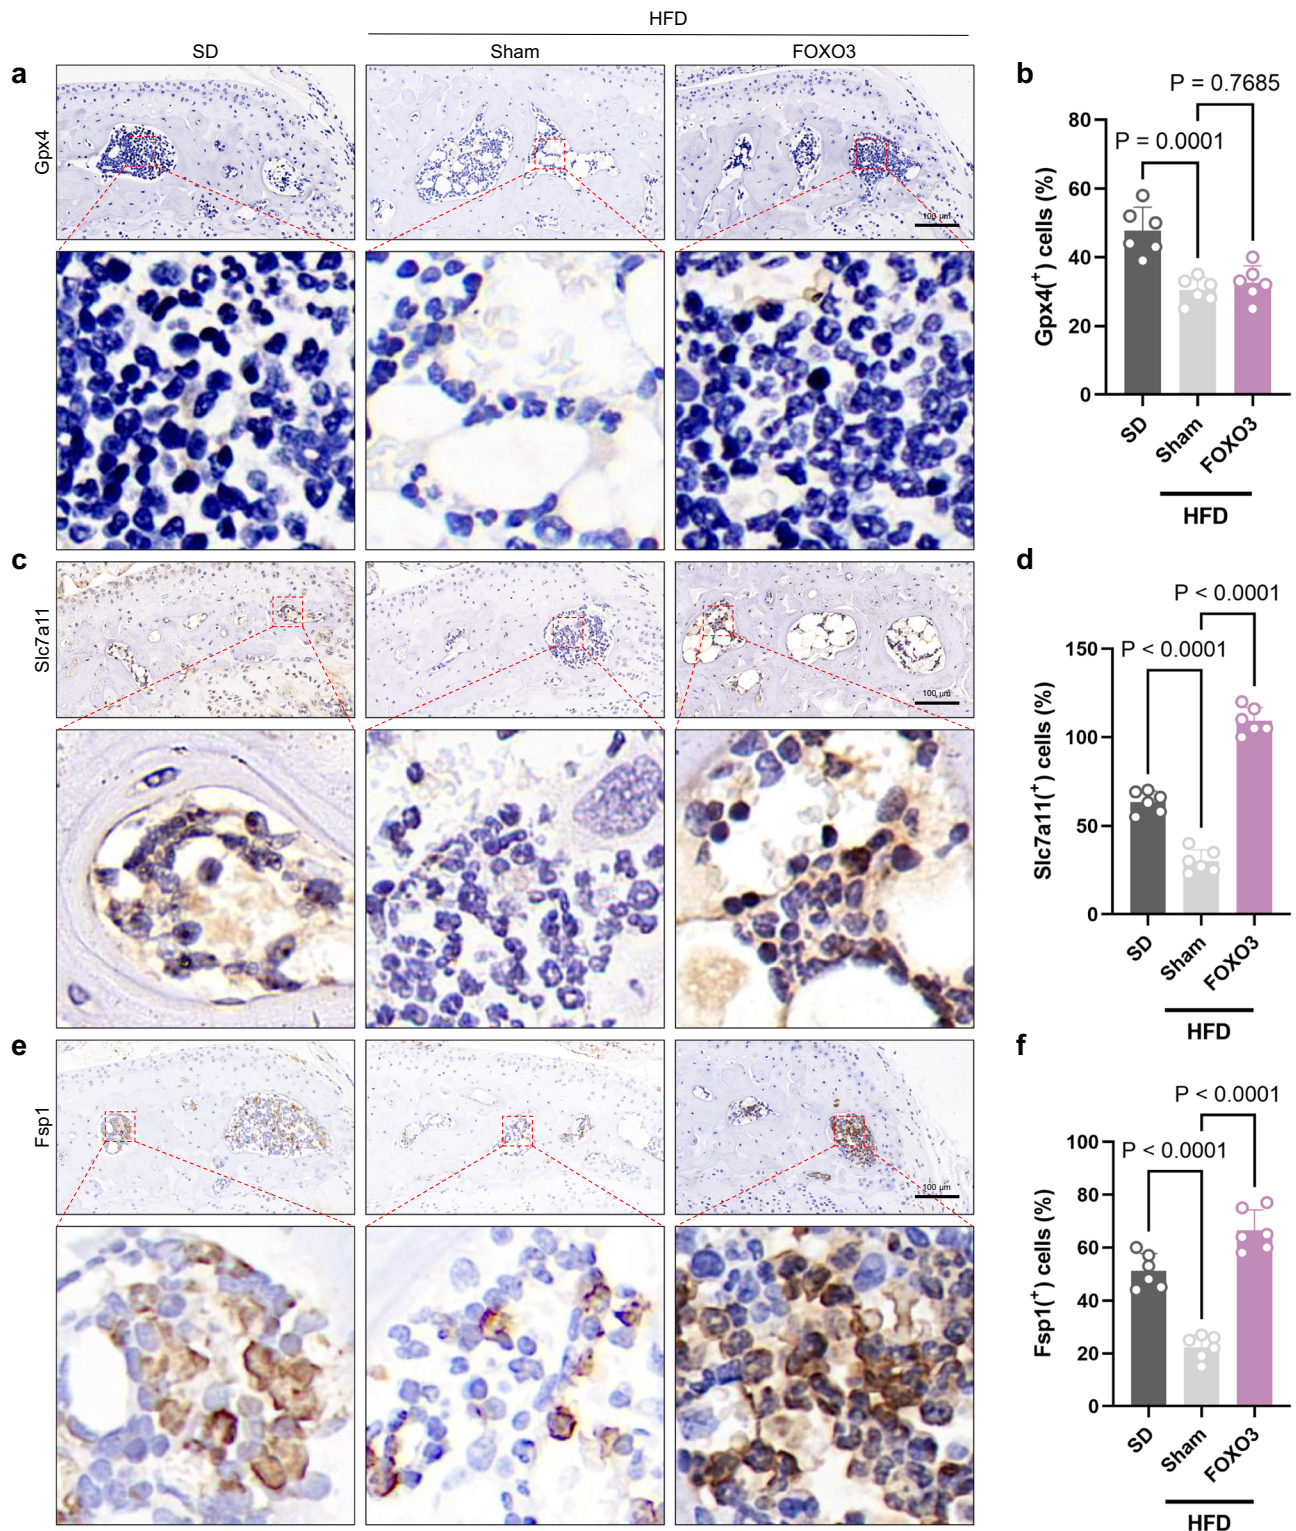 HFD
SD
Sham
FOXO3
a
Gpx4
100 µm
b
P = 0.7685
P = 0.0001
Gpx4(+) cells (%)
80
60
40
20
0
SD
Sham
FOXO3
HFD
c
Slc7a11
100 µm
d
P < 0.0001
P < 0.0001
Slc7a11(+) cells (%)
150
100
50
0
SD
Sham
FOXO3
HFD
e
Fsp1
100 µm
f
P < 0.0001
P < 0.0001
Fsp1(+) cells (%)
100
80
60
40
20
0
SD
Sham
FOXO3
HFD